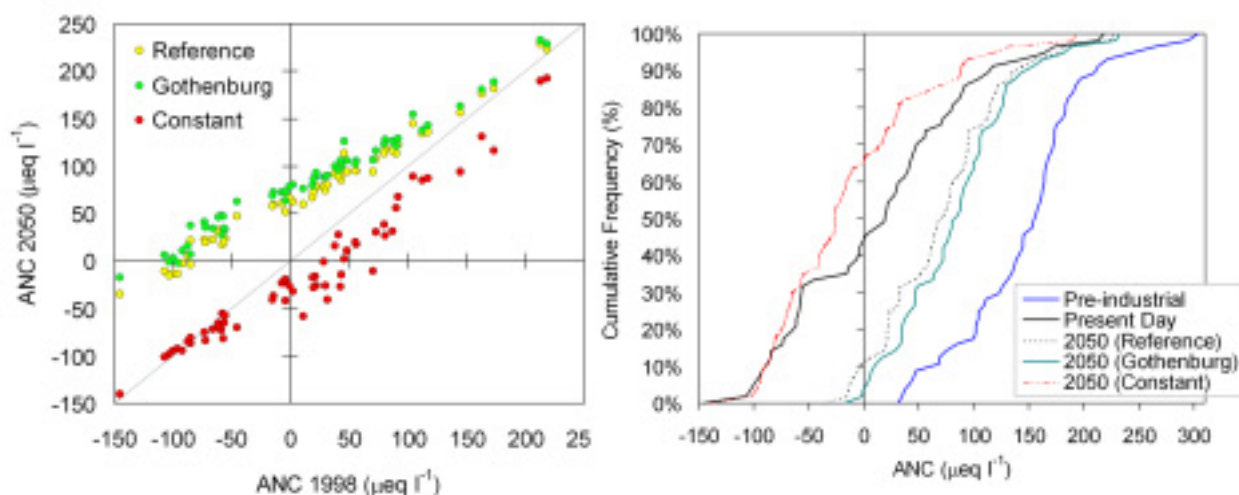 250
200
150
100
50
0
-50
-100
-150
ANC 2050 (µeq l⁻¹)
Reference
Gothenburg
Constant
-150 -100 -50 0 50 100 150 200 25
ANC 1998 (µeq l⁻¹)
100%
90%
80%
70%
60%
50%
40%
30%
20%
10%
0%
Cumulative Frequency (%)
Pre-industrial
Present Day
2050 (Reference)
2050 (Gothenburg)
2050 (Constant)
-150 -100 -50 0 50 100 150 200 250 300
ANC (µeq l⁻¹)